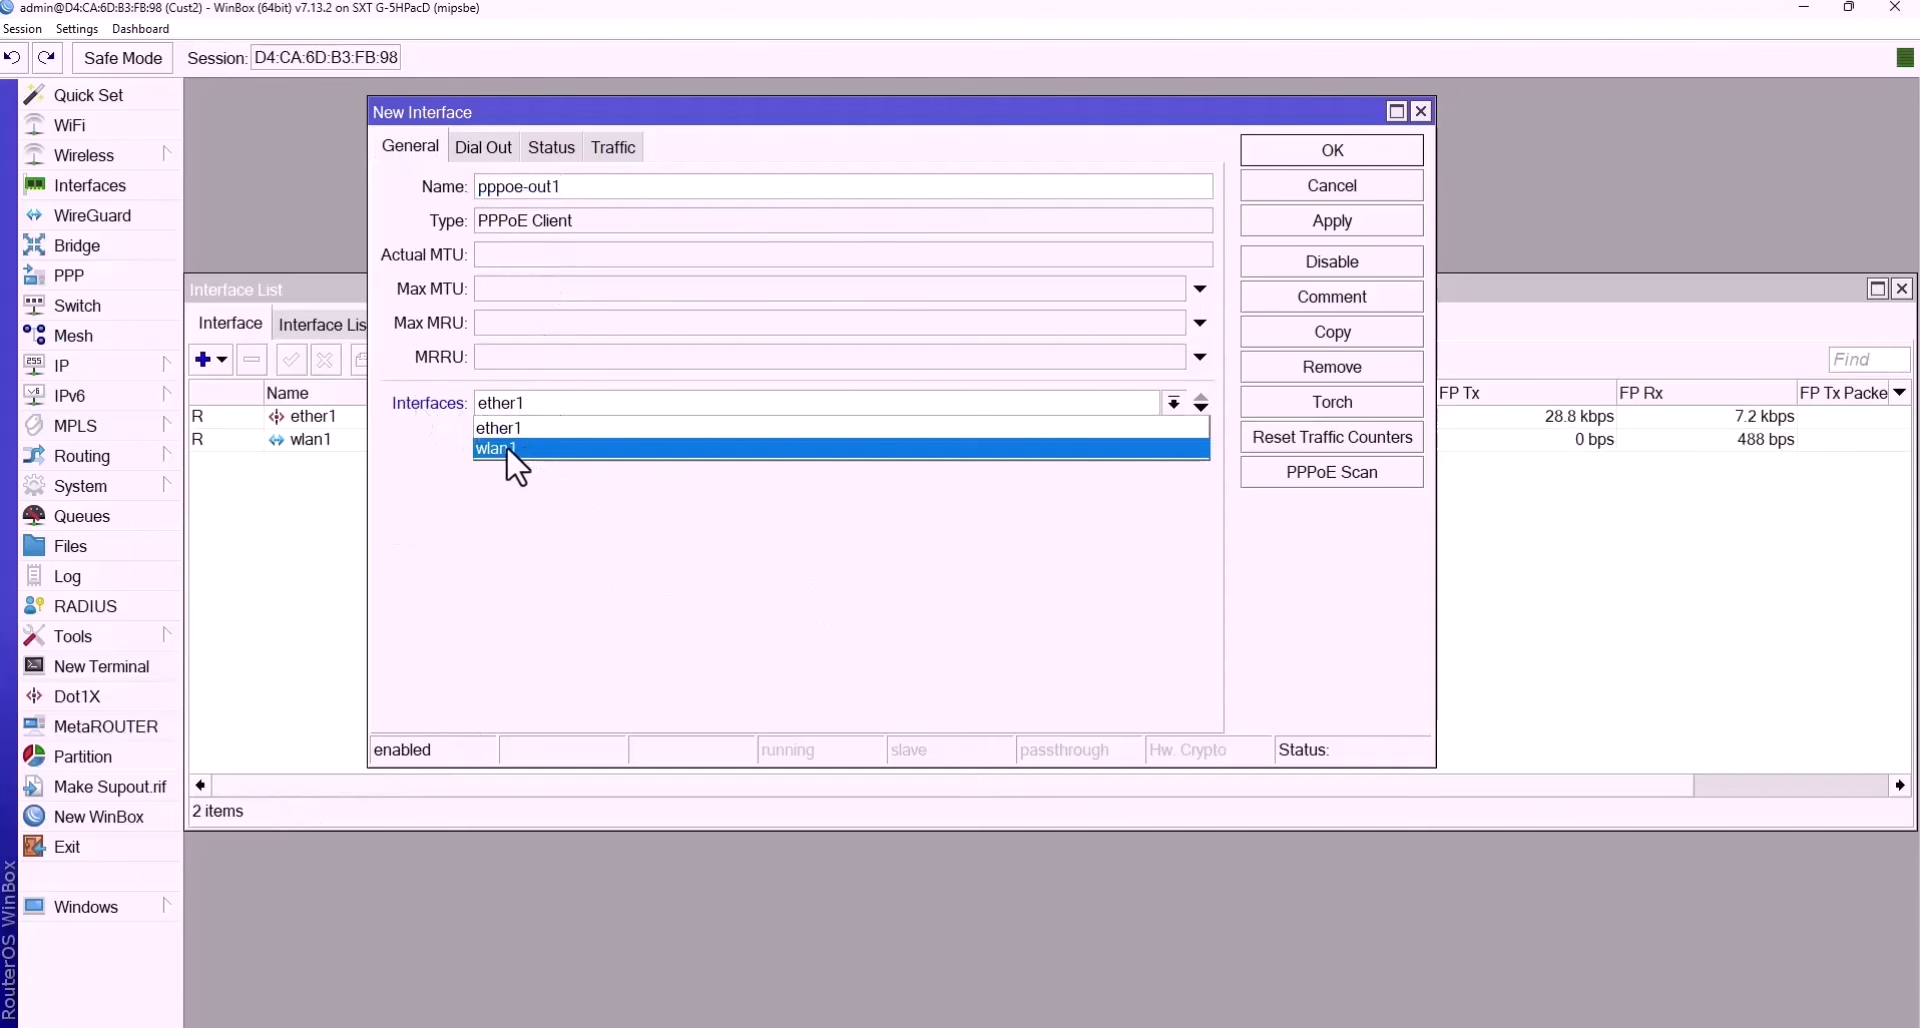 admin@D4:CA:6D:B3:FB:98 (Cust2) - WinBox (64bit) v7.13.2 on SXT G-5HPacD (mipsbe)
Session Settings Dashboard
Safe Mode Session: D4:CA:6D:B3:FB:98
Quick Set
WiFi
Wireless
Interfaces
WireGuard
Bridge
PPP
Switch
Mesh
IP
IPv6
MPLS
Routing
System
Queues
Files
Log
RADIUS
Tools
New Terminal
Dot1X
MetaROUTER
Partition
Make Supout.rif
New WinBox
Exit
Windows
RouterOS WinBox
New Interface
General Dial Out Status Traffic
Name: pppoe-out1
Type: PPPoE Client
Actual MTU:
Max MTU:
Max MRU:
MRRU:
Interfaces: ether1
ether1
wlan1
OK
Cancel
Apply
Disable
Comment
Copy
Remove
Torch
Reset Traffic Counters
PPPoE Scan
enabled running slave passthrough Hw. Crypto Status:
Interface List
Interface Interface Lis
Find
Name FP Tx FP Rx FP Tx Packe
R ether1 28.8 kbps 7.2 kbps
R wlan1 0 bps 488 bps
2 items